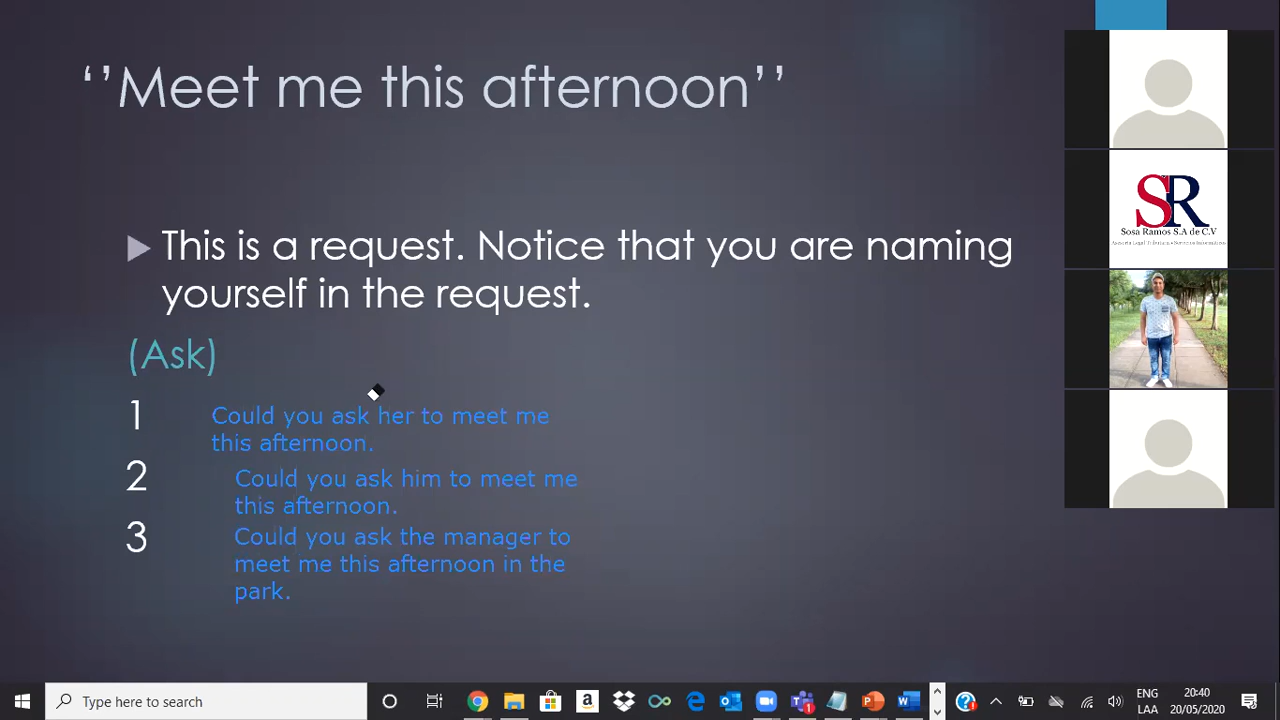 ‘’Meet me this afternoon’’
This is a request. Notice that you are naming
yourself in the request.
(Ask)
1
Could you ask her to meet me
this afternoon.
2
Could you ask him to meet me
this afternoon.
3
Could you ask the manager to
meet me this afternoon in the
park.
SR
Sosa Ramos S.A de C.V
Type here to search
ENG
LAA
20:40
20/05/2020